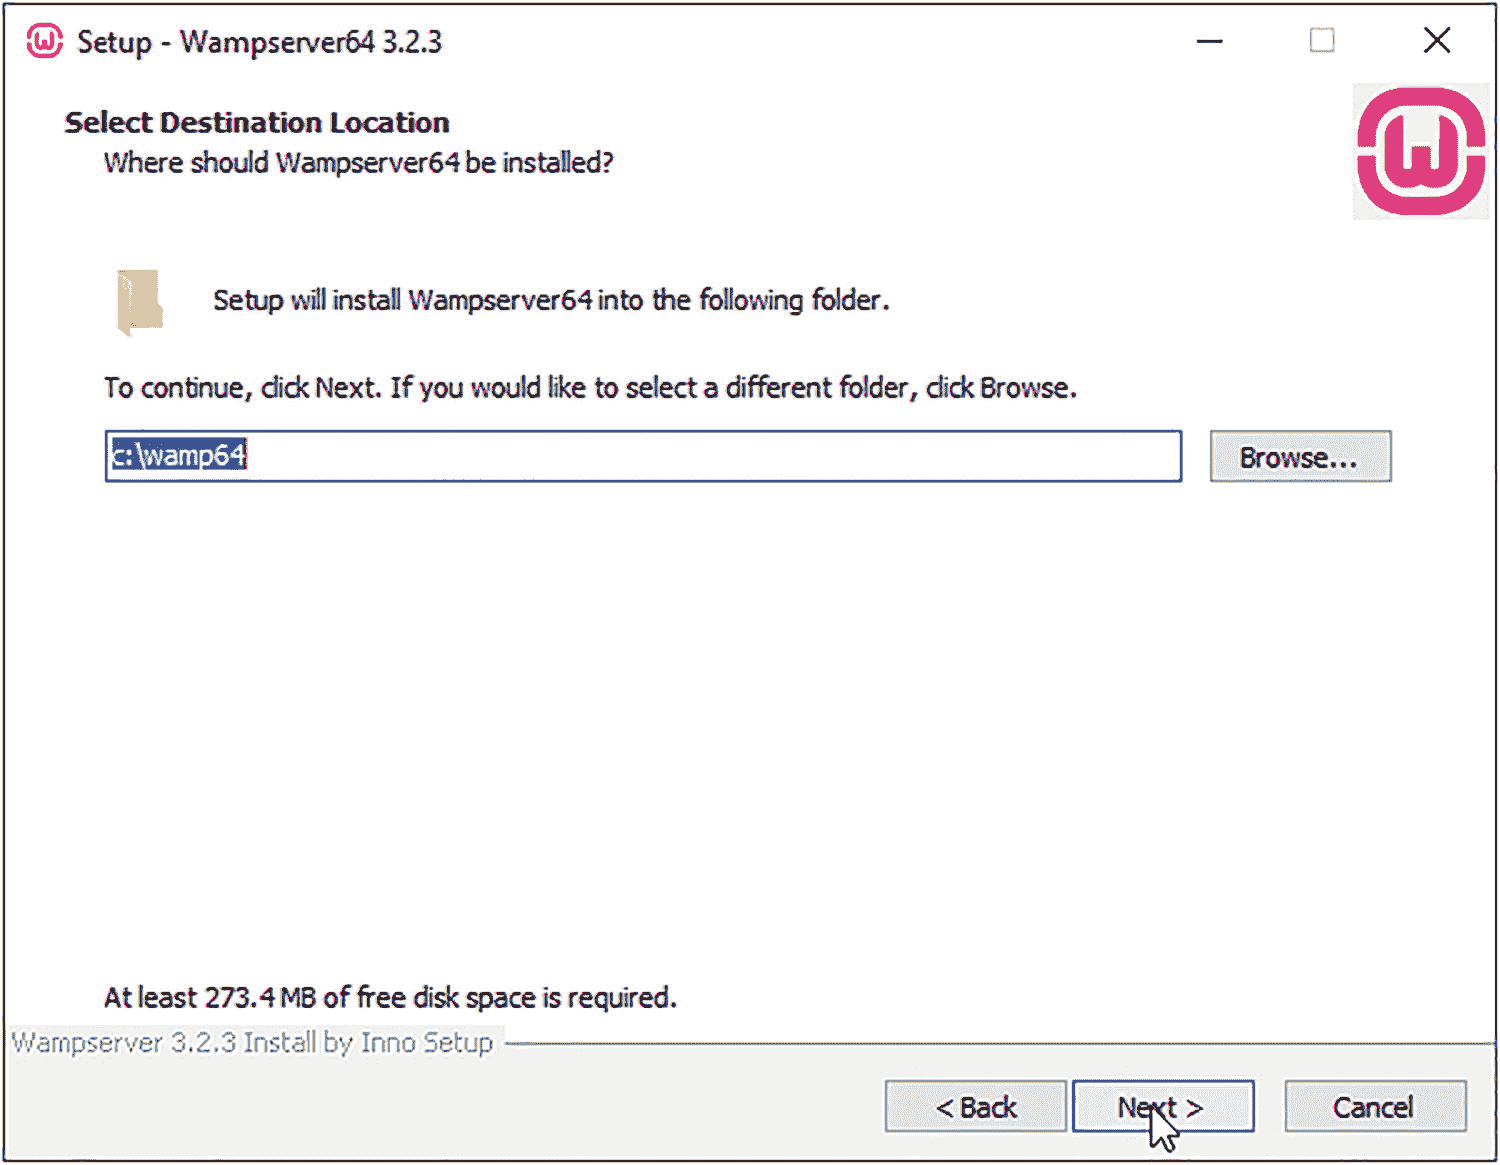 Setup - Wampserver64 3.2.3
Select Destination Location
Where should Wampserver64 be installed?
Setup will install Wampserver64 into the following folder.
To continue, click Next. If you would like to select a different folder, click Browse.
c:\wamp64
Browse...
At least 273.4 MB of free disk space is required.
Wampserver 3.2.3 Install by Inno Setup
< Back
Next >
Cancel